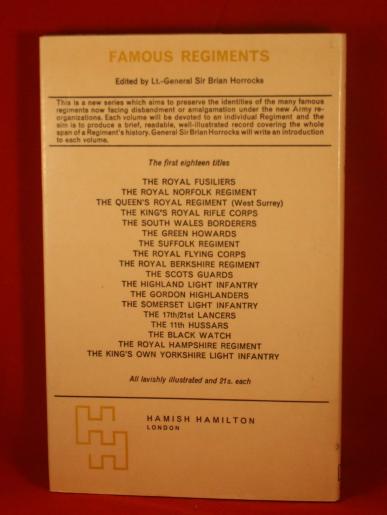 FAMOUS REGIMENTS
Edited by Lt.-General Sir Brian Horrocks
This is a new series which aims to preserve the identities of the many famous
regiments now facing disbandment or amalgamation under the new Army re-
organizations. Each volume will be devoted to an individual Regiment and the
aim is to produce a brief, readable, well-illustrated record covering the whole
span of a Regiment's history. General Sir Brian Horrocks will write an introduction
to each volume.
The first eighteen titles
THE ROYAL FUSILIERS
THE ROYAL NORFOLK REGIMENT
THE QUEEN'S ROYAL REGIMENT (West Surrey)
THE KING'S ROYAL RIFLE CORPS
THE SOUTH WALES BORDERERS
THE GREEN HOWARDS
THE SUFFOLK REGIMENT
THE ROYAL FLYING CORPS
THE ROYAL BERKSHIRE REGIMENT
THE SCOTS GUARDS
THE HIGHLAND LIGHT INFANTRY
THE GORDON HIGHLANDERS
THE SOMERSET LIGHT INFANTRY
THE 17th/21st LANCERS
THE 11th HUSSARS
THE BLACK WATCH
THE ROYAL HAMPSHIRE REGIMENT
THE KING'S OWN YORKSHIRE LIGHT INFANTRY
All lavishly illustrated and 21s. each
HAMISH HAMILTON
LONDON